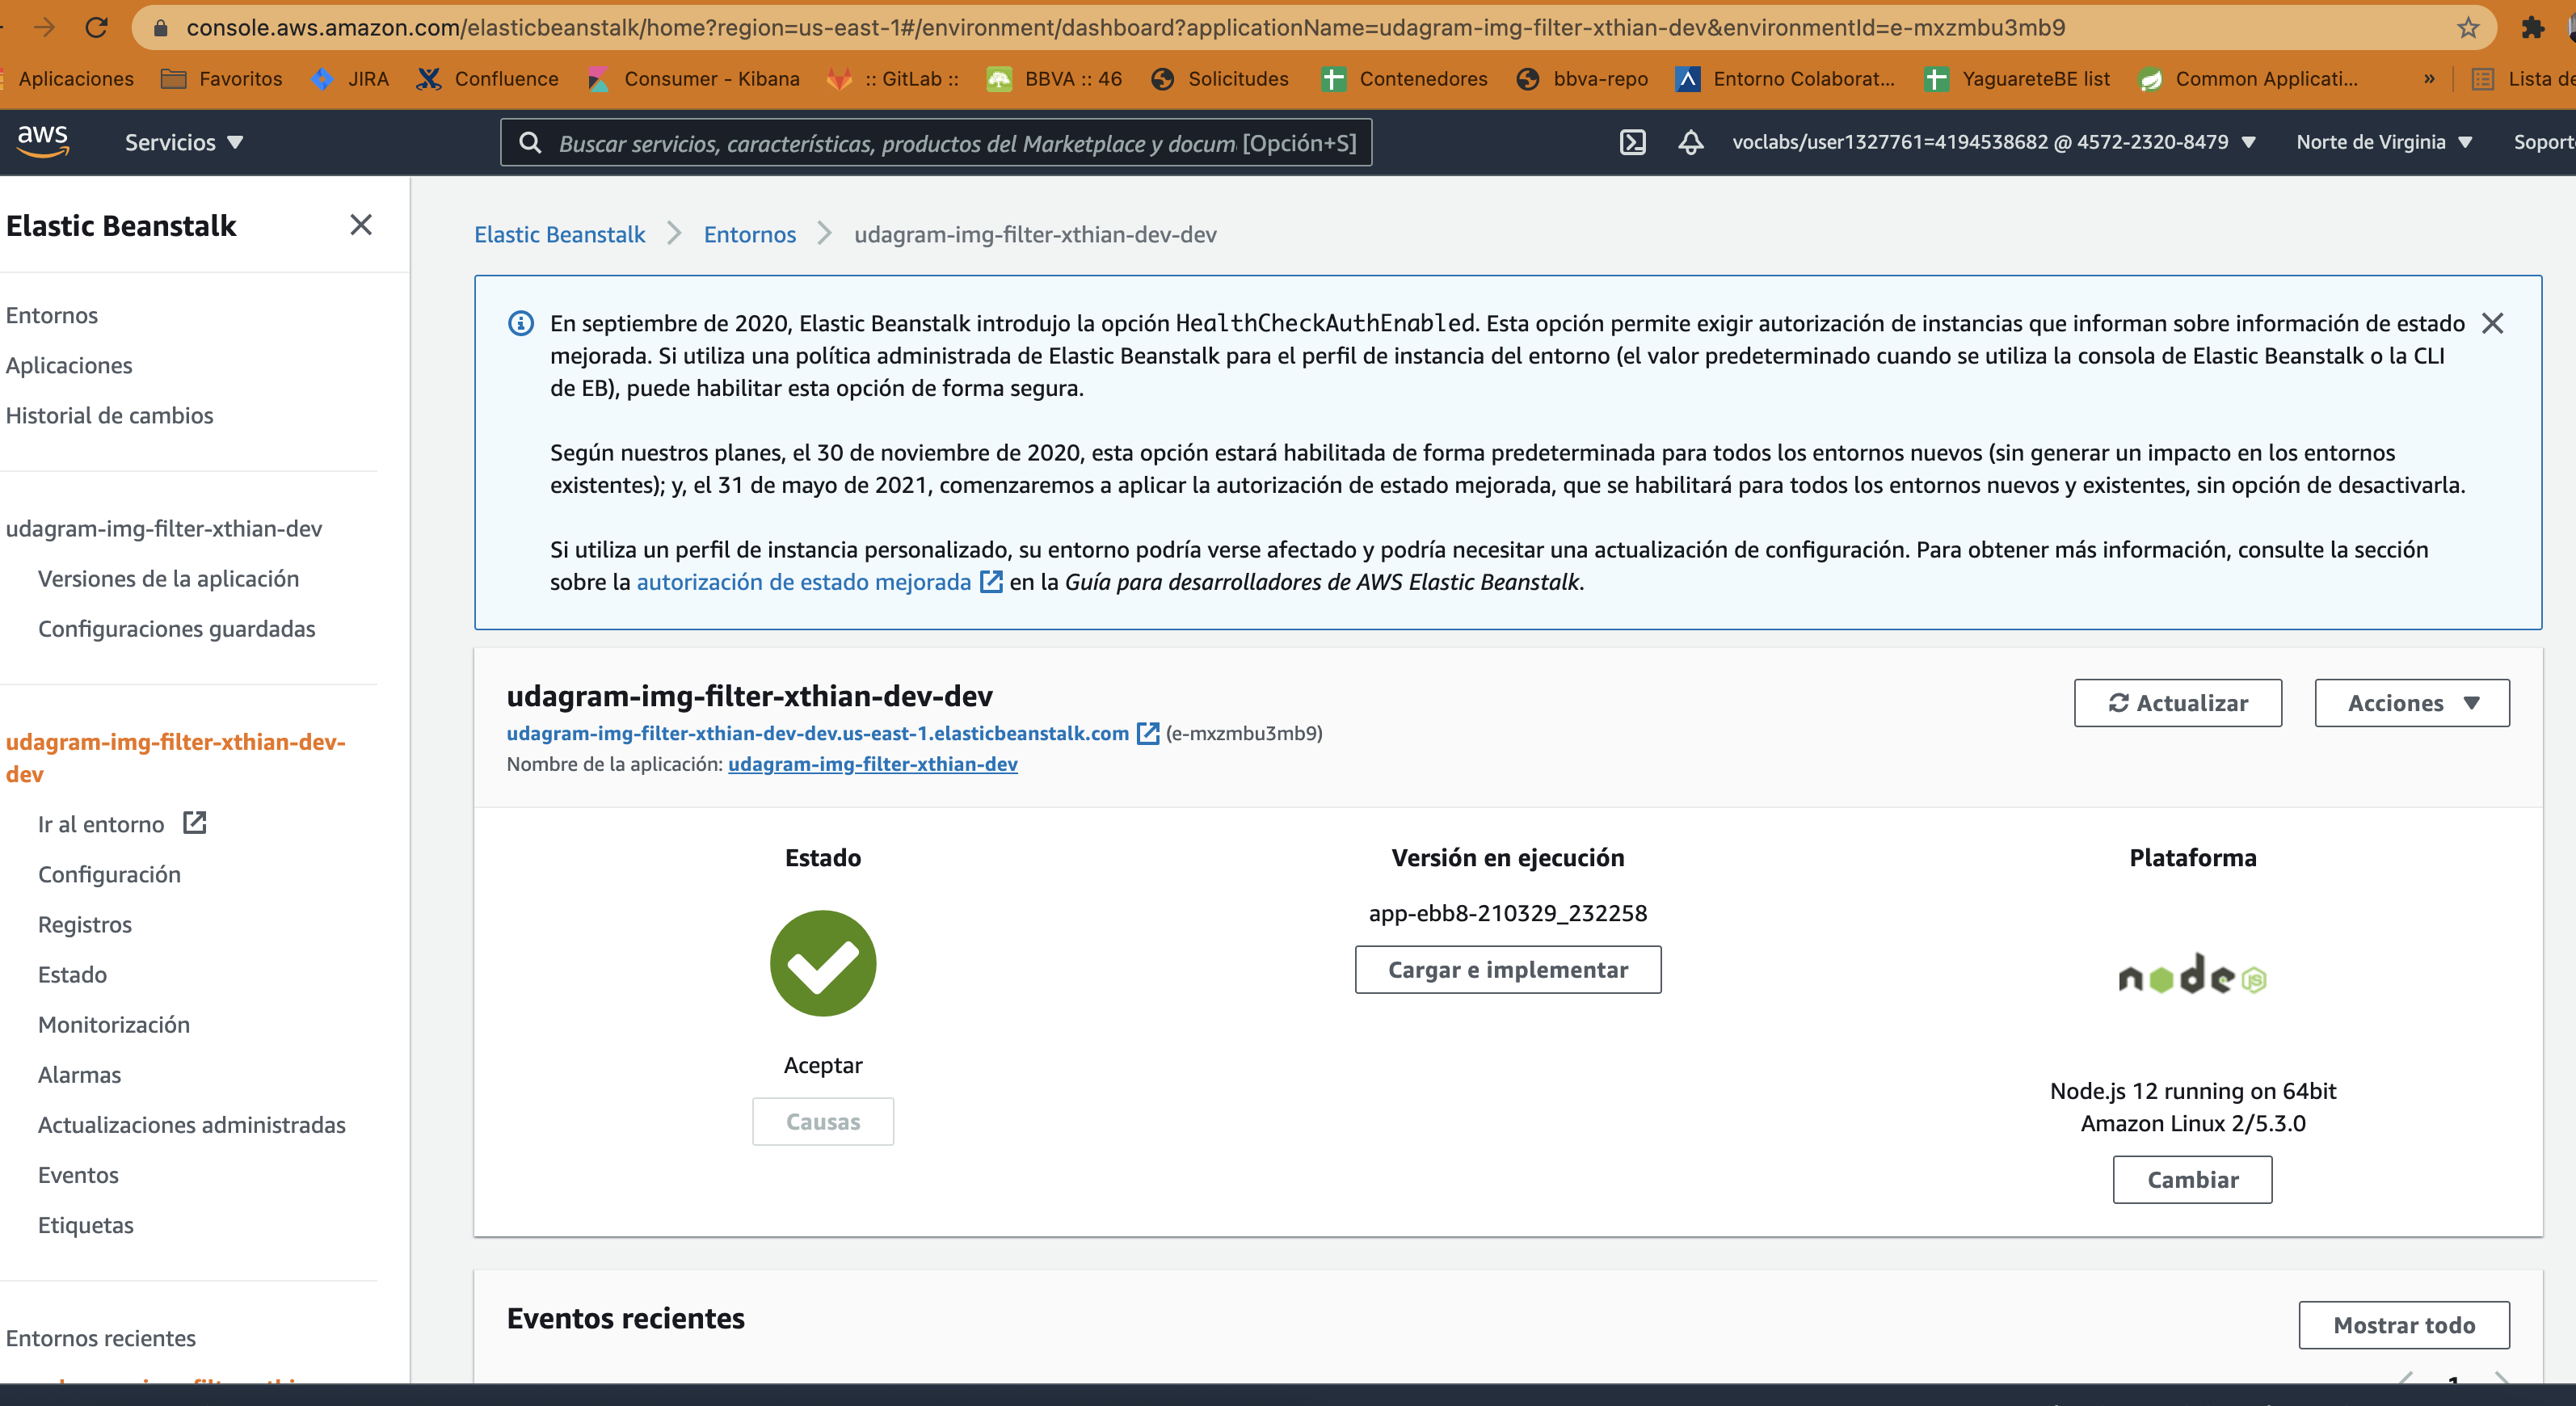 console.aws.amazon.com/elasticbeanstalk/home?region=us-east-1#/environment/dashboard?applicationName=udagram-img-filter-xthian-dev&environmentId=e-mxzmbu3mb9
Aplicaciones Favoritos JIRA Confluence Consumer - Kibana :: GitLab :: BBVA :: 46 Solicitudes Contenedores bbva-repo Entorno Colaborat... YaguareteBE list Common Applicati... » Lista de
aws Servicios Buscar servicios, características, productos del Marketplace y docum [Opción+S] voclabs/user1327761=4194538682 @ 4572-2320-8479 Norte de Virginia Soport
Elastic Beanstalk
Entornos
Aplicaciones
Historial de cambios
udagram-img-filter-xthian-dev
Versiones de la aplicación
Configuraciones guardadas
udagram-img-filter-xthian-dev-
dev
Ir al entorno
Configuración
Registros
Estado
Monitorización
Alarmas
Actualizaciones administradas
Eventos
Etiquetas
Entornos recientes
Elastic Beanstalk Entornos udagram-img-filter-xthian-dev-dev
En septiembre de 2020, Elastic Beanstalk introdujo la opción HealthCheckAuthEnabled. Esta opción permite exigir autorización de instancias que informan sobre información de estado
mejorada. Si utiliza una política administrada de Elastic Beanstalk para el perfil de instancia del entorno (el valor predeterminado cuando se utiliza la consola de Elastic Beanstalk o la CLI
de EB), puede habilitar esta opción de forma segura.
Según nuestros planes, el 30 de noviembre de 2020, esta opción estará habilitada de forma predeterminada para todos los entornos nuevos (sin generar un impacto en los entornos
existentes); y, el 31 de mayo de 2021, comenzaremos a aplicar la autorización de estado mejorada, que se habilitará para todos los entornos nuevos y existentes, sin opción de desactivarla.
Si utiliza un perfil de instancia personalizado, su entorno podría verse afectado y podría necesitar una actualización de configuración. Para obtener más información, consulte la sección
sobre la autorización de estado mejorada en la Guía para desarrolladores de AWS Elastic Beanstalk.
udagram-img-filter-xthian-dev-dev
udagram-img-filter-xthian-dev-dev.us-east-1.elasticbeanstalk.com (e-mxzmbu3mb9)
Nombre de la aplicación: udagram-img-filter-xthian-dev
Actualizar Acciones
Estado
Aceptar
Causas
Versión en ejecución
app-ebb8-210329_232258
Cargar e implementar
Plataforma
node JS
Node.js 12 running on 64bit
Amazon Linux 2/5.3.0
Cambiar
Eventos recientes
Mostrar todo
1